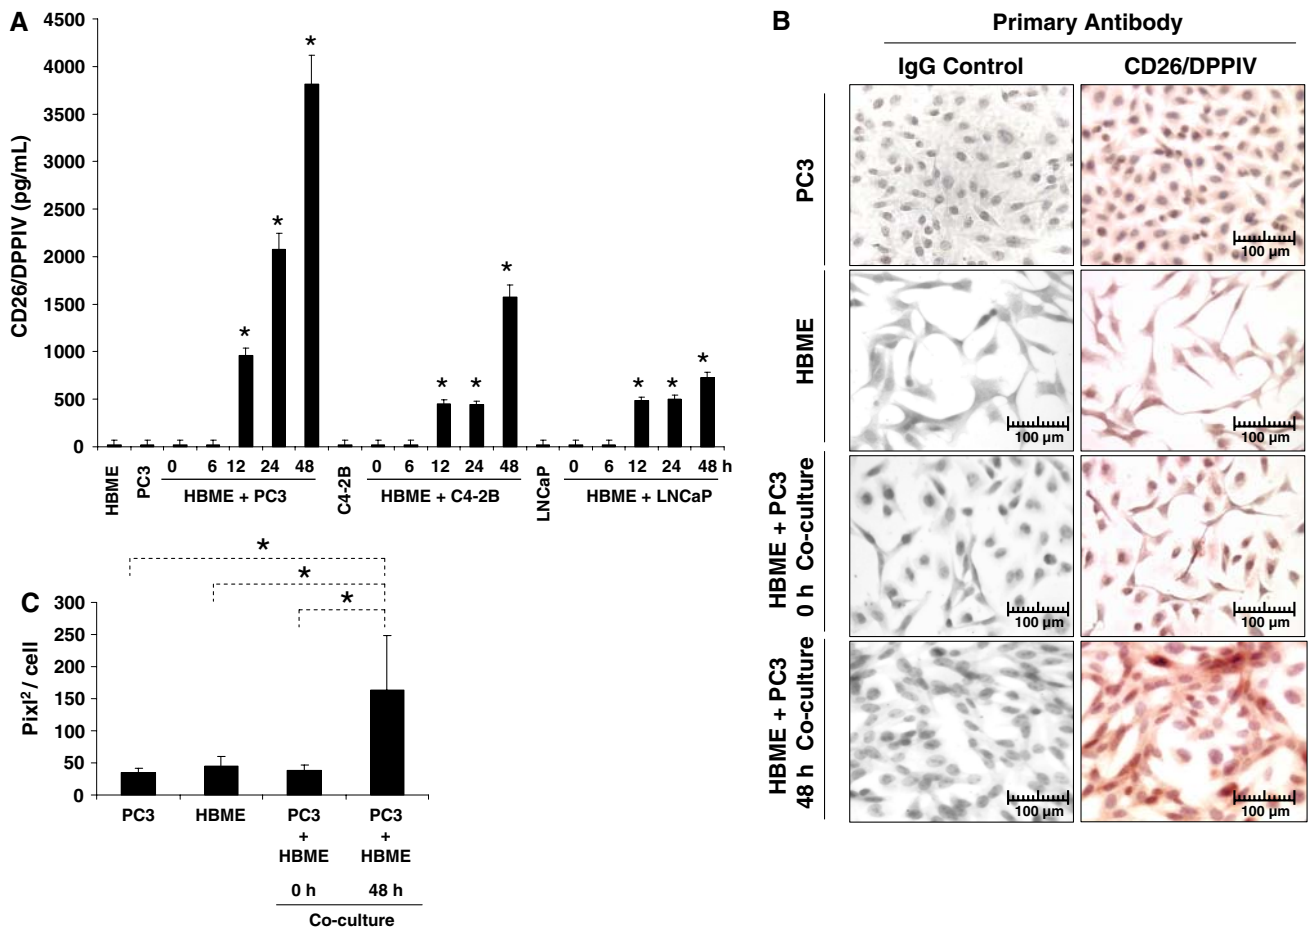 A
4500
4000
3500
3000
2500
2000
1500
1000
500
0
CD26/DPPIV (pg/mL)
*
*
*
*
*
*
*
*
*
HBME
PC3
0 6 12 24 48
HBME + PC3
C4-2B
0 6 12 24 48
HBME + C4-2B
LNCaP
0 6 12 24 48 h
HBME + LNCaP
B
Primary Antibody
IgG Control CD26/DPPIV
PC3
100 µm
HBME
100 µm 100 µm
HBME + PC3
0 h Co-culture
100 µm 100 µm
HBME + PC3
48 h Co-culture
100 µm 100 µm
C
*
*
*
300
250
200
150
100
50
0
Pixl²/ cell
PC3 HBME PC3 PC3
+ +
HBME HBME
0 h 48 h
Co-culture